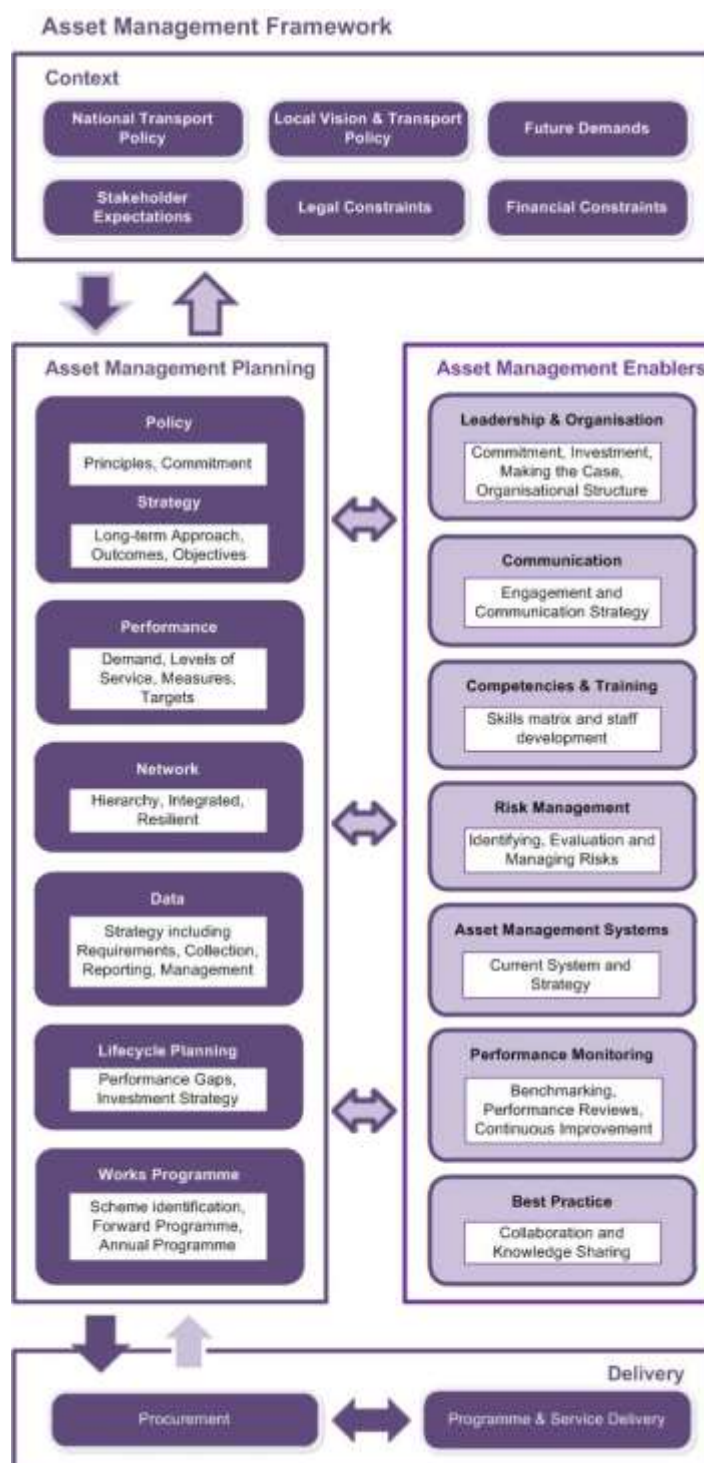 Asset Management Framework
Context
National Transport
Policy
Local Vision & Transport
Policy
Future Demands
Stakeholder
Expectations
Legal Constraints
Financial Constraints
Asset Management Planning
Policy
Principles, Commitment
Strategy
Long-term Approach,
Outcomes, Objectives
Performance
Demand, Levels of
Service, Measures,
Targets
Network
Hierarchy, Integrated,
Resilient
Data
Strategy including
Requirements, Collection,
Reporting, Management
Lifecycle Planning
Performance Gaps,
Investment Strategy
Works Programme
Scheme identification,
Forward Programme,
Annual Programme
Asset Management Enablers
Leadership & Organisation
Commitment, Investment,
Making the Case,
Organisational Structure
Communication
Engagement and
Communication Strategy
Competencies & Training
Skills matrix and staff
development
Risk Management
Identifying, Evaluation and
Managing Risks
Asset Management Systems
Current System and
Strategy
Performance Monitoring
Benchmarking,
Performance Reviews,
Continuous Improvement
Best Practice
Collaboration and
Knowledge Sharing
Delivery
Procurement
Programme & Service Delivery